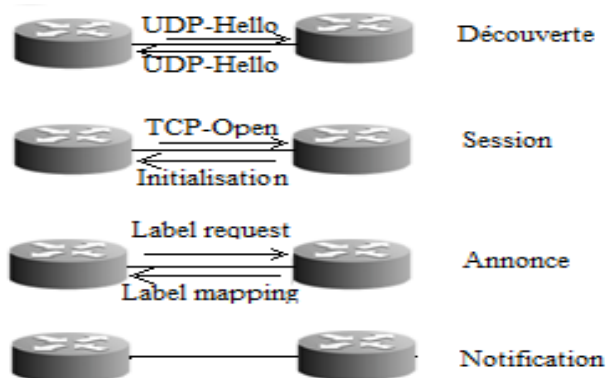 UDP-Hello
UDP-Hello
Découverte
TCP-Open
Initialisation
Session
Label request
Label mapping
Annonce
Notification